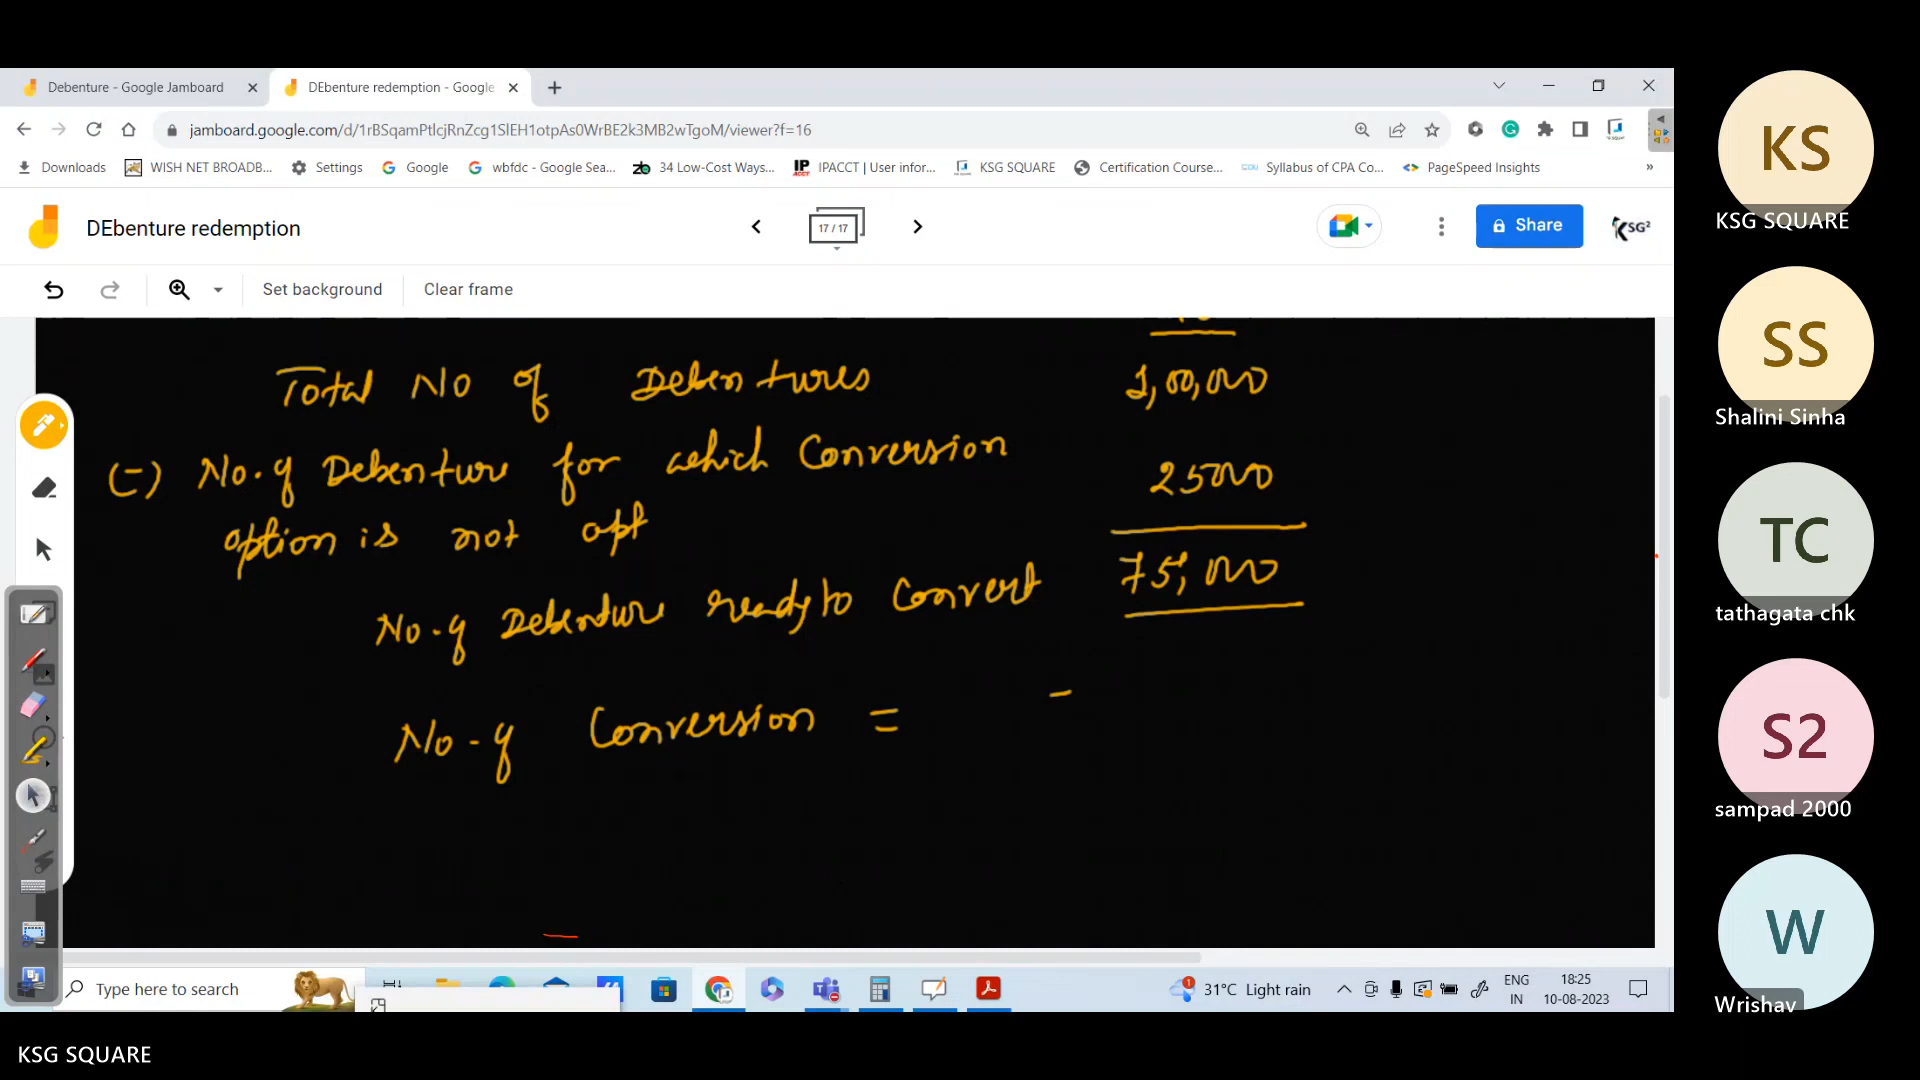 Debenture - Google Jamboard
DEbenture redemption - Google
jamboard.google.com/d/1rBSqamPtlcjRnZcg1SlEH1otpAs0WrBE2k3MB2wTgoM/viewer?f=16
Downloads WISH NET BROADB... Settings Google wbfdc - Google Sea... 34 Low-Cost Ways... IPACCT | User infor... KSG SQUARE Certification Course... Syllabus of CPA Co... PageSpeed Insights »
DEbenture redemption
17 / 17
Share
KSG²
Set background
Clear frame
Total No of Debentures 1,00,000
(-) No. of Debenture for which Conversion 25000
option is not opt
No. of Debenture ready to Convert 75,000
No. of Conversion =
Type here to search
31°C Light rain
ENG
IN
18:25
10-08-2023
KS
KSG SQUARE
SS
Shalini Sinha
TC
tathagata chk
S2
sampad 2000
W
Wrishav
KSG SQUARE